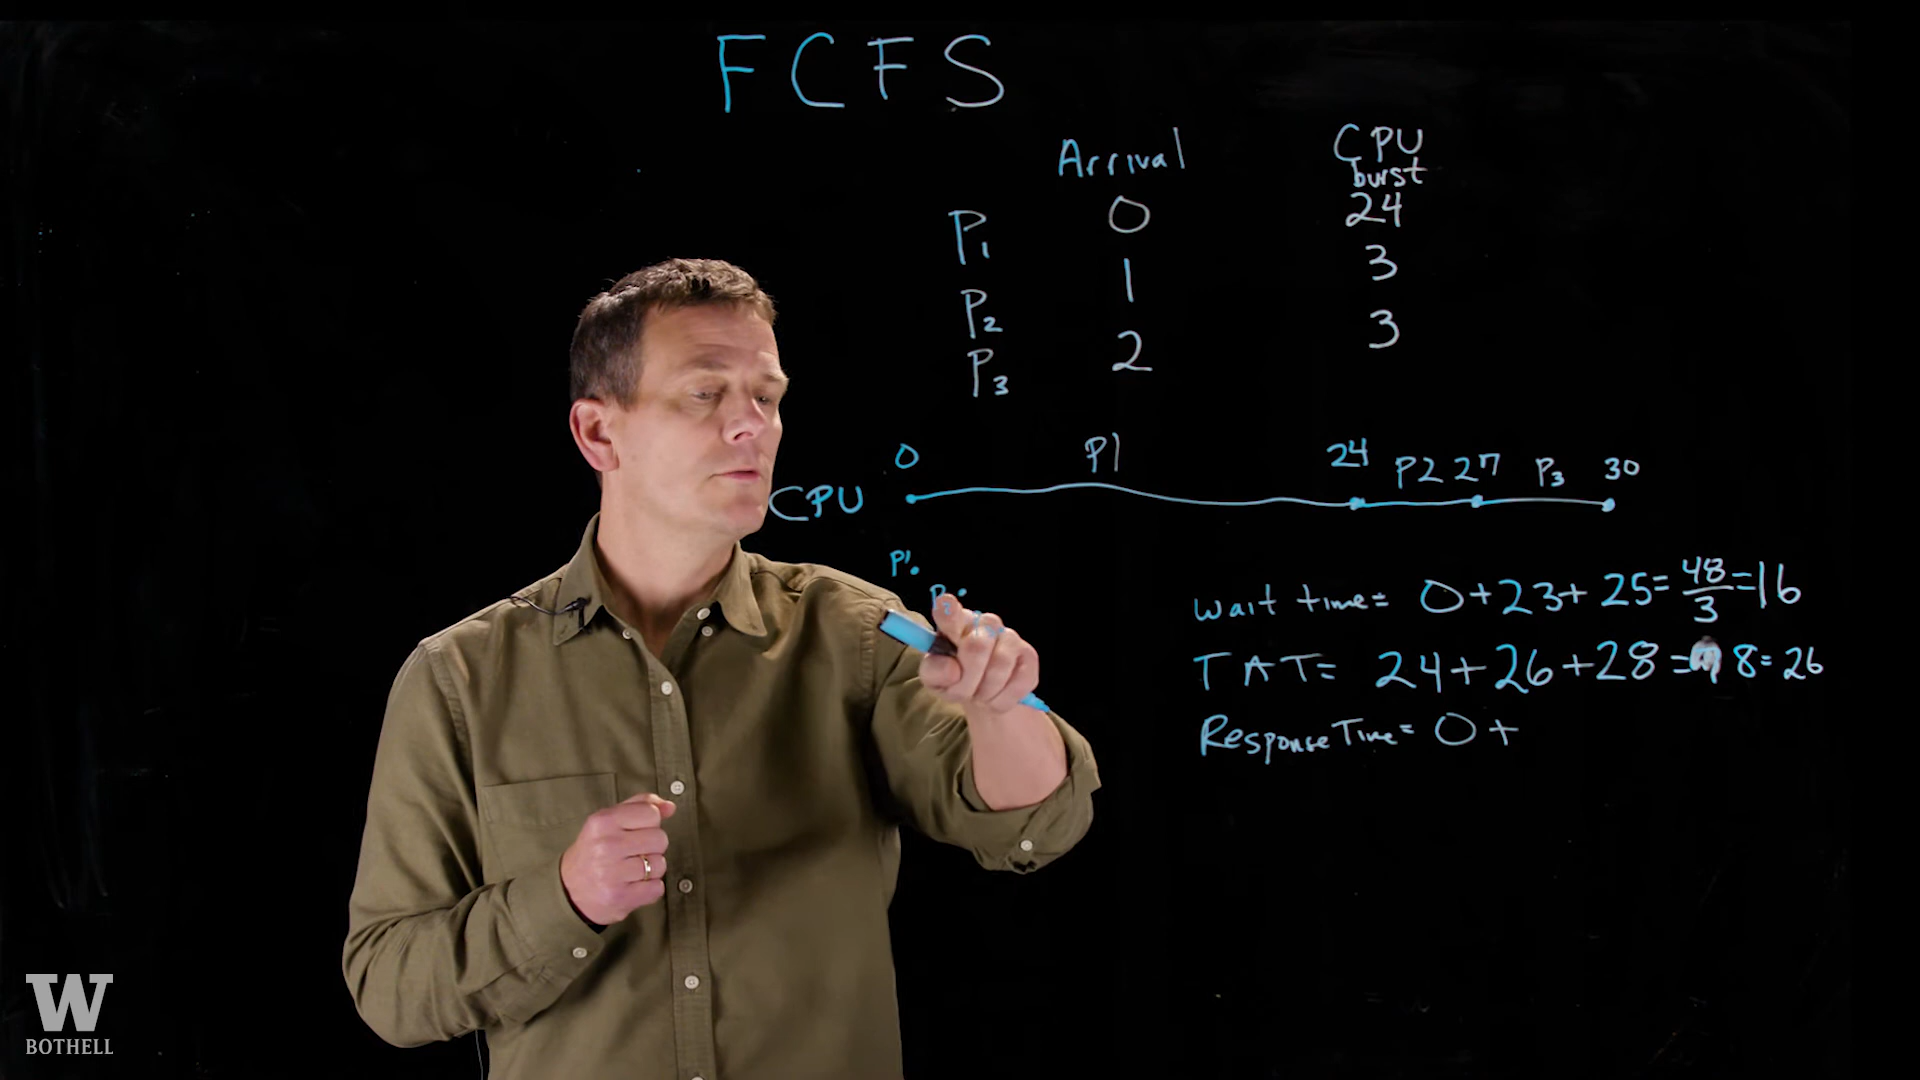 FCFS
Arrival CPU burst
P1 0 24
P2 1 3
P3 2 3
0 P1 24 P2 27 P3 30
CPU
P1
P2
Wait time = 0+23+25=48/3=16
TAT= 24+26+28= 8=26
Response Time= 0+
W
BOTHELL